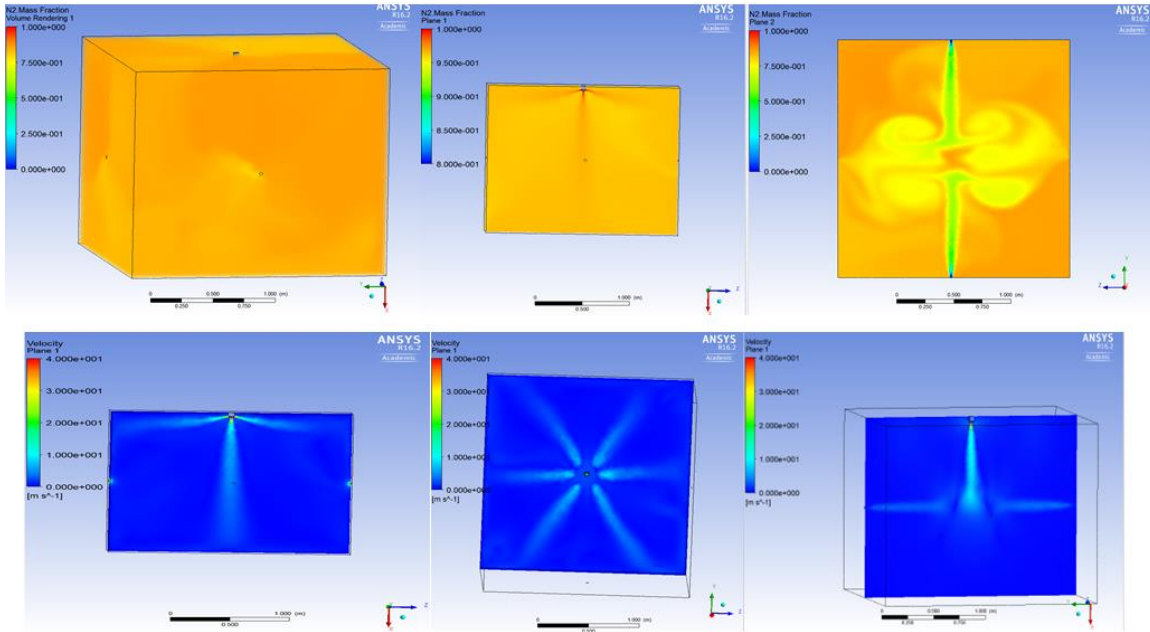 N2.Mass Fraction
Volume Rendering 1
1.000e+000
7.500e-001
5.000e-001
2.500e-001
0.000e+000
ANSYS
R16.2
Academic
0 0.500 1.000 (m)
0.250 0.750
Y
N2.Mass Fraction
Plane 1
1.000e+000
9.500e-001
9.000e-001
8.500e-001
8.000e-001
ANSYS
R16.2
Academic
0 1.000 (m)
0.500
Z
N2.Mass Fraction
Plane 2
1.000e+000
7.500e-001
5.000e-001
2.500e-001
0.000e+000
ANSYS
R16.2
Academic
0 0.500 1.000 (m)
0.250 0.750
Y
Z
Velocity
Plane 1
4.000e+001
3.000e+001
2.000e+001
1.000e+001
0.000e+000
[m s^-1]
ANSYS
R16.2
Academic
0 1.000 (m)
0.500
Z
Velocity
Plane 1
4.000e+001
3.000e+001
2.000e+001
1.000e+001
0.000e+000
[m s^-1]
ANSYS
R16.2
Academic
0 1.000 (m)
0.500
Y
Z
Velocity
Plane 1
4.000e+001
3.000e+001
2.000e+001
1.000e+001
0.000e+000
[m s^-1]
ANSYS
R16.2
Academic
0 0.500 1.000 (m)
0.250 0.750